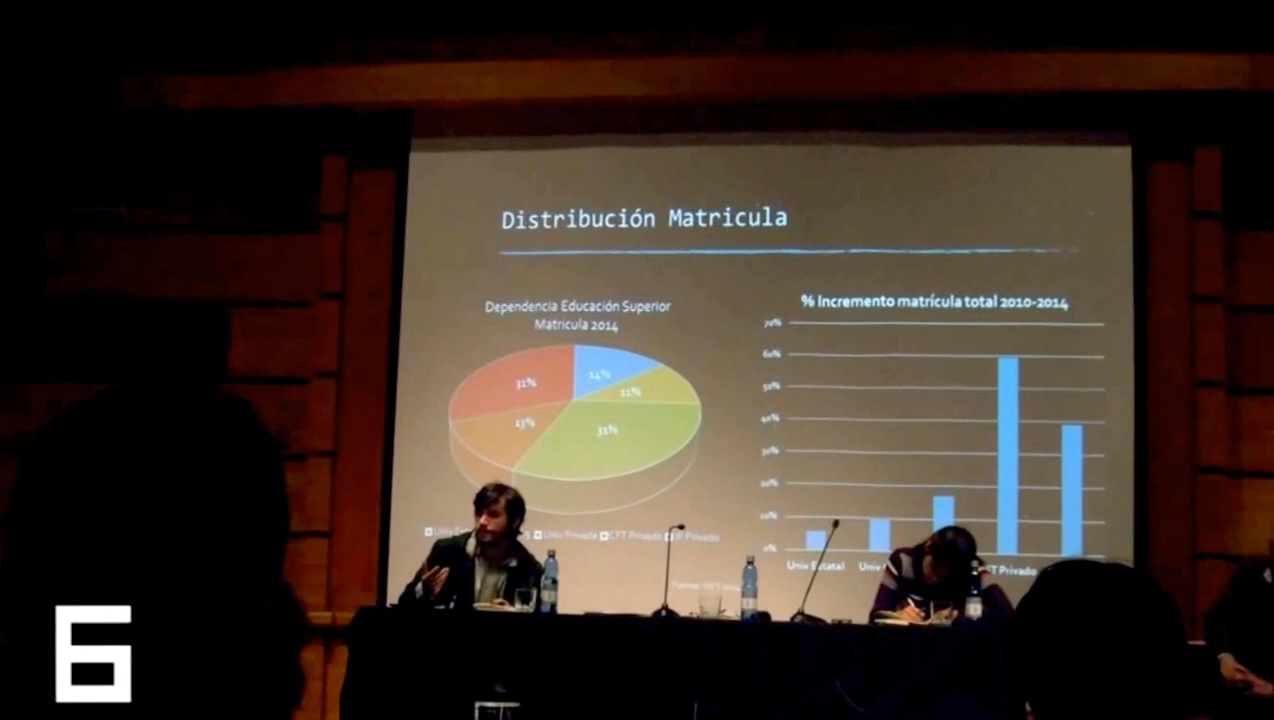 Distribución Matricula
Dependencia Educación Superior
Matricula 2014
31%
14%
11%
13%
31%
Univ Privada CFT Privado IP Privado
% Incremento matrícula total 2010-2014
70%
60%
50%
40%
30%
20%
10%
0%
Univ Estatal
Privado
6